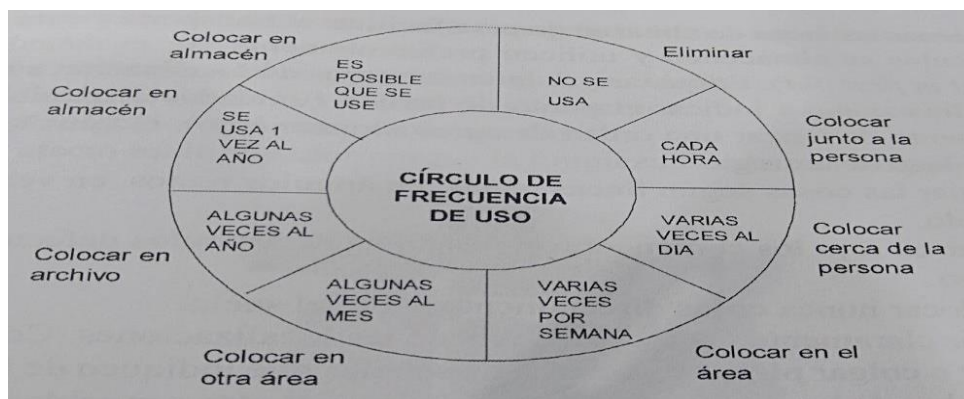 Colocar en
almacén
ES
POSIBLE
QUE SE
USE
NO SE
USA
Eliminar
Colocar en
almacén
SE
USA 1
VEZ AL
AÑO
CADA
HORA
Colocar
junto a la
persona
CÍRCULO DE
FRECUENCIA
DE USO
ALGUNAS
VECES AL
AÑO
VARIAS
VECES AL
DIA
Colocar
cerca de la
persona
Colocar en
archivo
ALGUNAS
VECES AL
MES
VARIAS
VECES
POR
SEMANA
Colocar en
otra área
Colocar en el
área